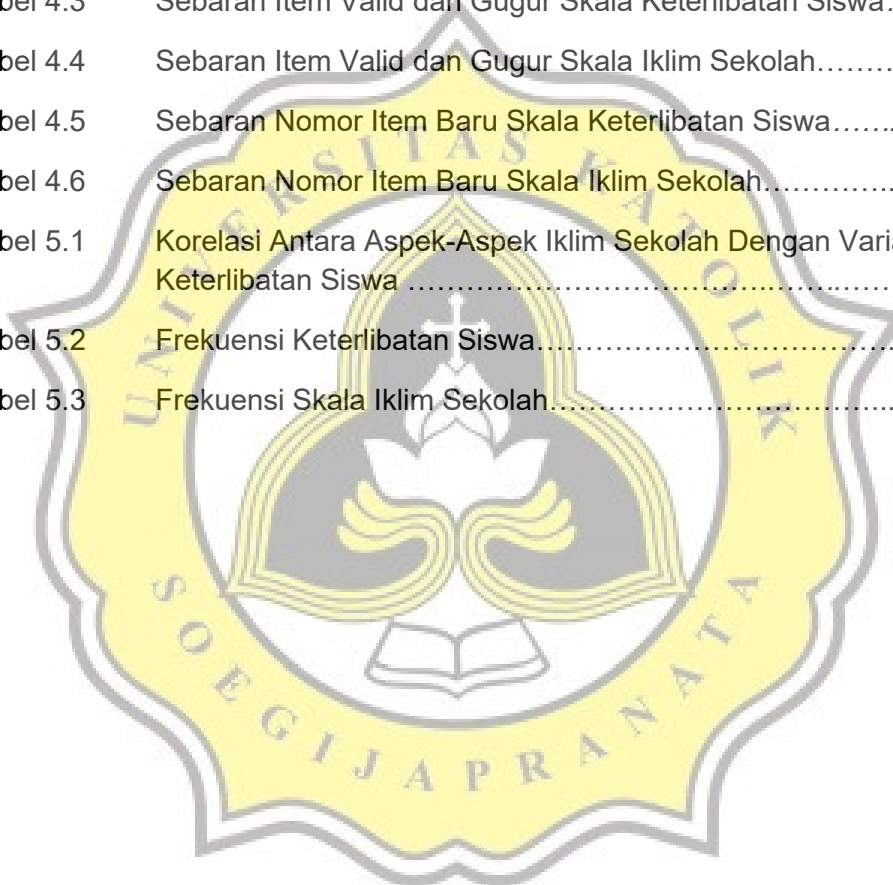 bel 4.3 Sebaran Item Valid dan Gugur Skala Keterlibatan Siswa.
bel 4.4 Sebaran Item Valid dan Gugur Skala Iklim Sekolah………
bel 4.5 Sebaran Nomor Item Baru Skala Keterlibatan Siswa…….
bel 4.6 Sebaran Nomor Item Baru Skala Iklim Sekolah……………
bel 5.1 Korelasi Antara Aspek-Aspek Iklim Sekolah Dengan Varia
Keterlibatan Siswa ……………………………………………
bel 5.2 Frekuensi Keterlibatan Siswa……………………………………
bel 5.3 Frekuensi Skala Iklim Sekolah…………………………………
UNIVERSITAS KATOLIK
SOEGIJAPRANATA